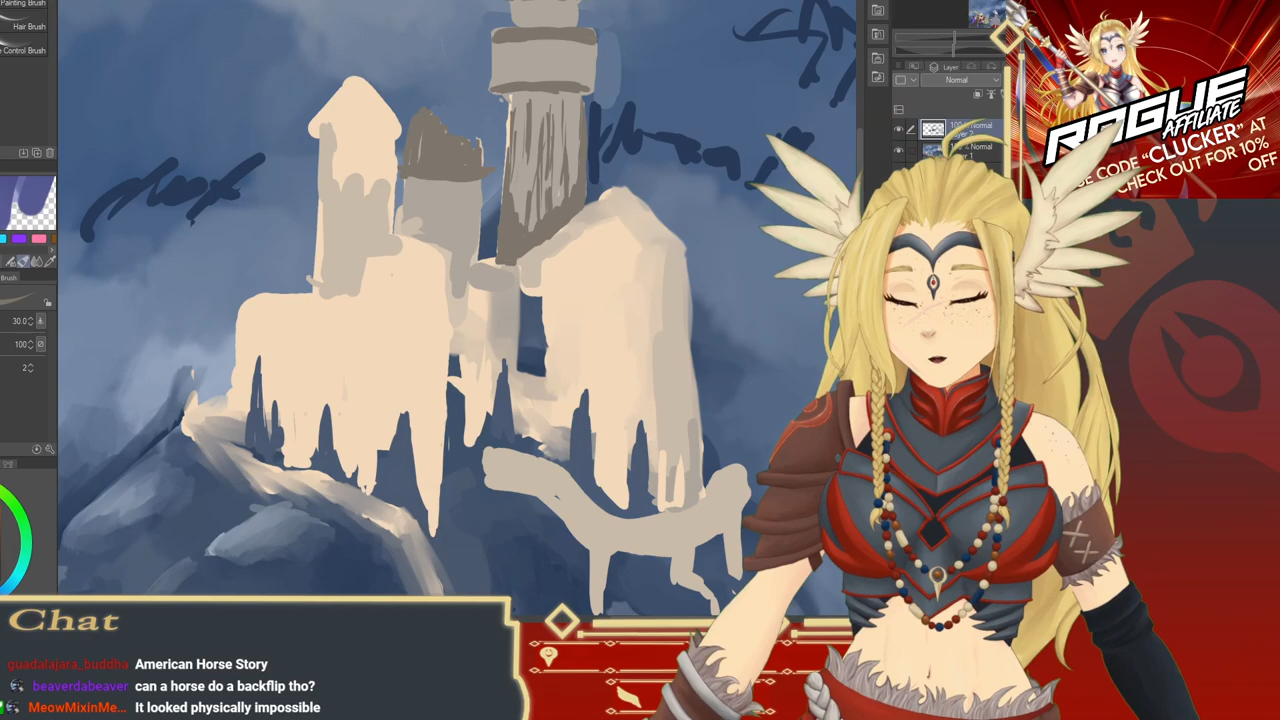 Painting Brush
Hair Brush
Control Brush
Brush
30.0
100
2
Layer
Normal
100 % Normal
Normal
ROGUE
AFFILIATE
CODE "CLUCKER" AT
CHECK OUT FOR 10%
OFF
Chat
guadalajara_buddha American Horse Story
beaverdabeaver can a horse do a backflip tho?
MeowMixinMe... It looked physically impossible